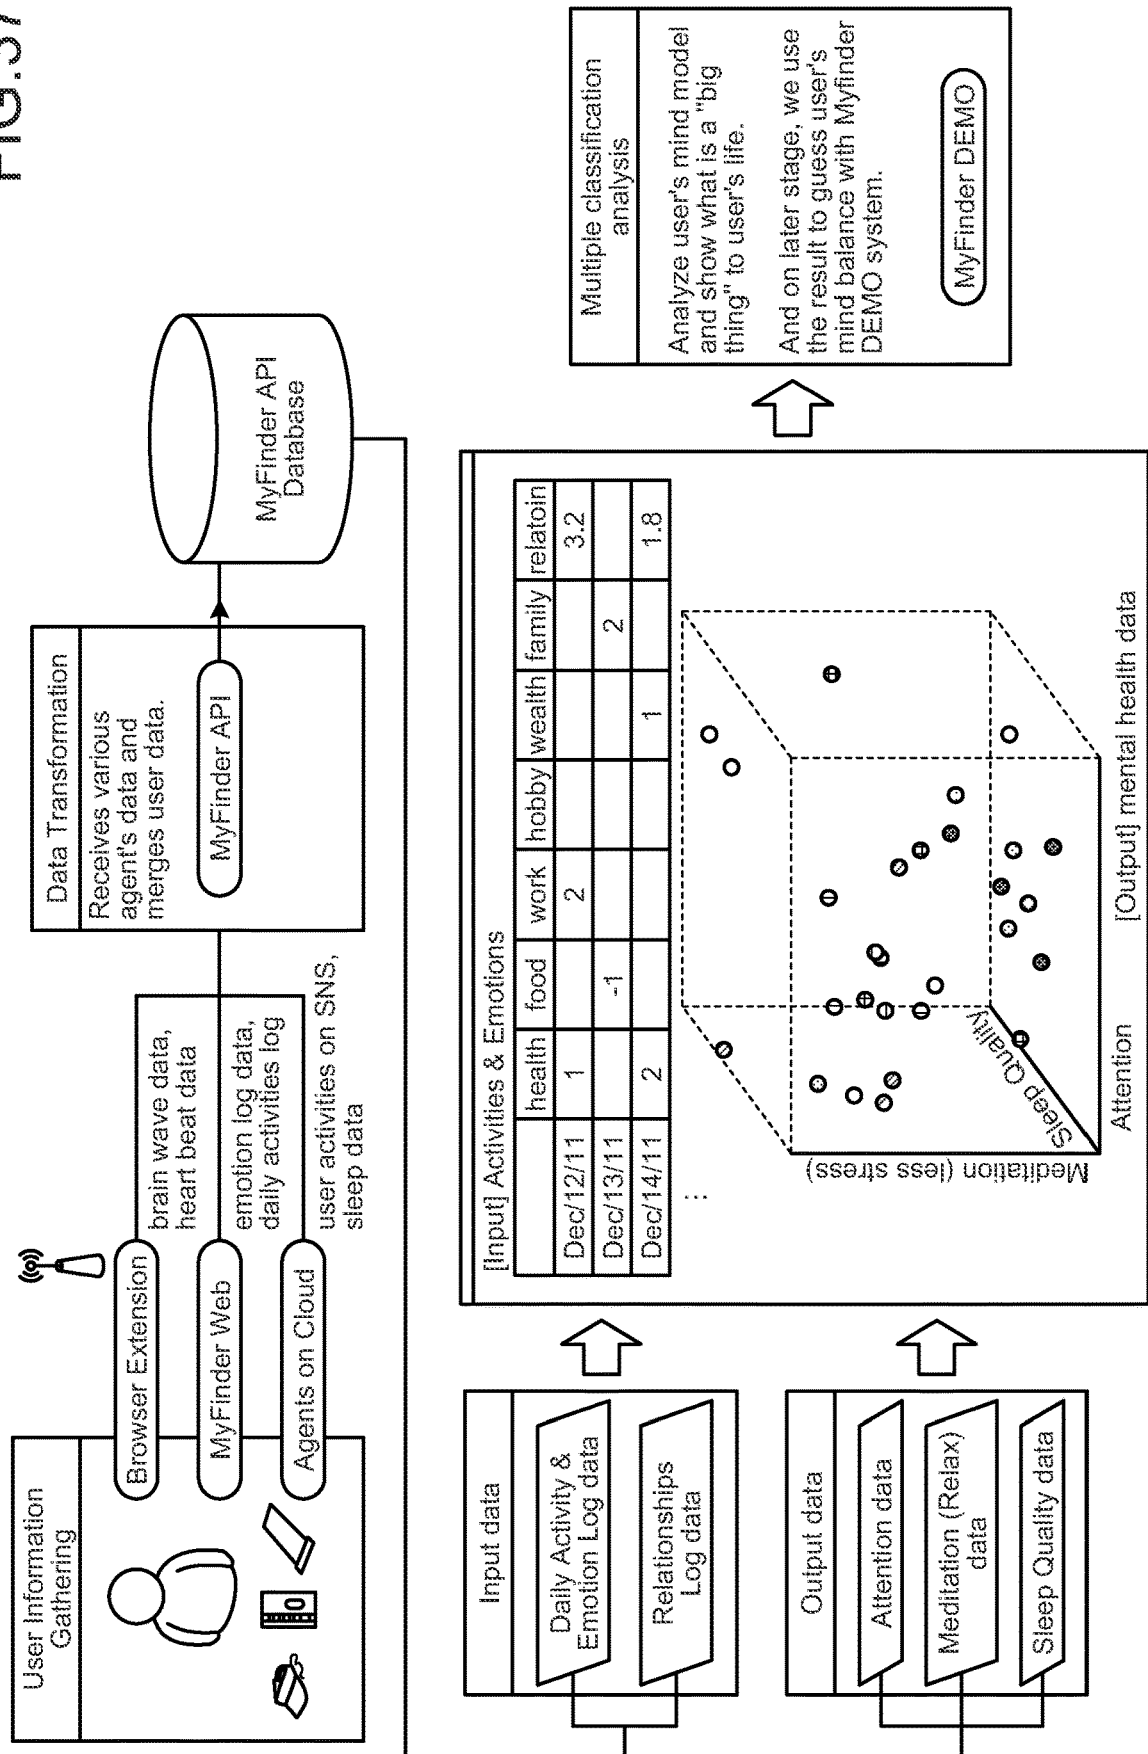 FIG.37
User Information
Gathering
Browser Extension
MyFinder Web
Agents on Cloud
brain wave data,
heart beat data
emotion log data,
daily activities log
user activities on SNS,
sleep data
Data Transformation
Receives various
agent's data and
merges user data.
MyFinder API
MyFinder API
Database
Input data
Daily Activity &
Emotion Log data
Relationships
Log data
Output data
Attention data
Meditation (Relax)
data
Sleep Quality data
[Input] Activities & Emotions
health food work hobby wealth family relatoin
Dec/12/11 1 2 3.2
Dec/13/11 -1 2
Dec/14/11 2 1 1.8
...
Meditation (less stress)
Sleep Quality
Attention
[Output] mental health data
Multiple classification
analysis
Analyze user's mind model
and show what is a "big
thing" to user's life.
And on later stage, we use
the result to guess user's
mind balance with Myfinder
DEMO system.
MyFinder DEMO